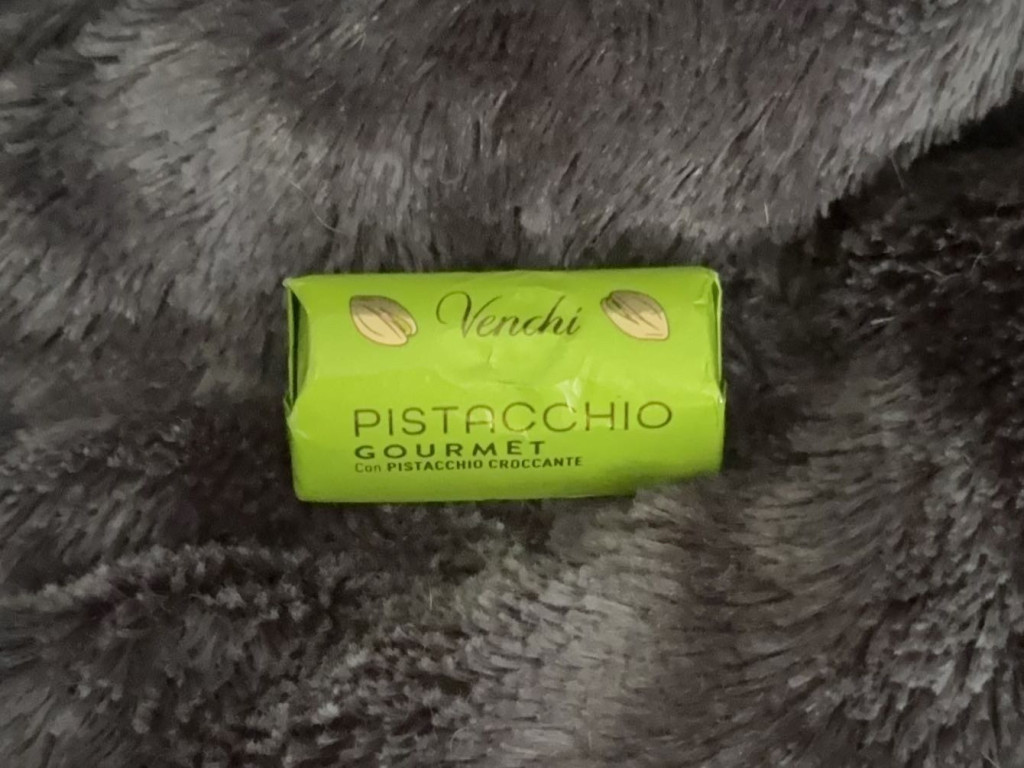 Venchi
PISTACCHIO
GOURMET
Con PISTACCHIO CROCCANTE